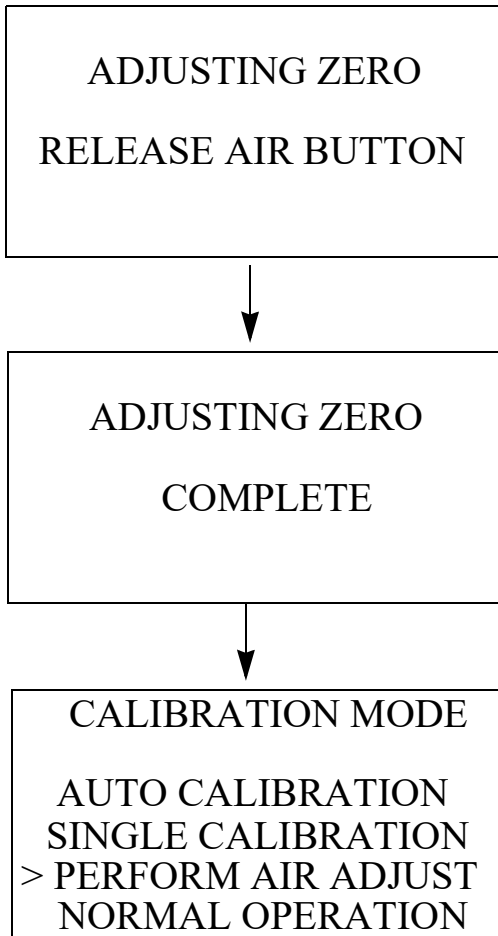 ADJUSTING ZERO
RELEASE AIR BUTTON
ADJUSTING ZERO
COMPLETE
CALIBRATION MODE
AUTO CALIBRATION
SINGLE CALIBRATION
> PERFORM AIR ADJUST
NORMAL OPERATION